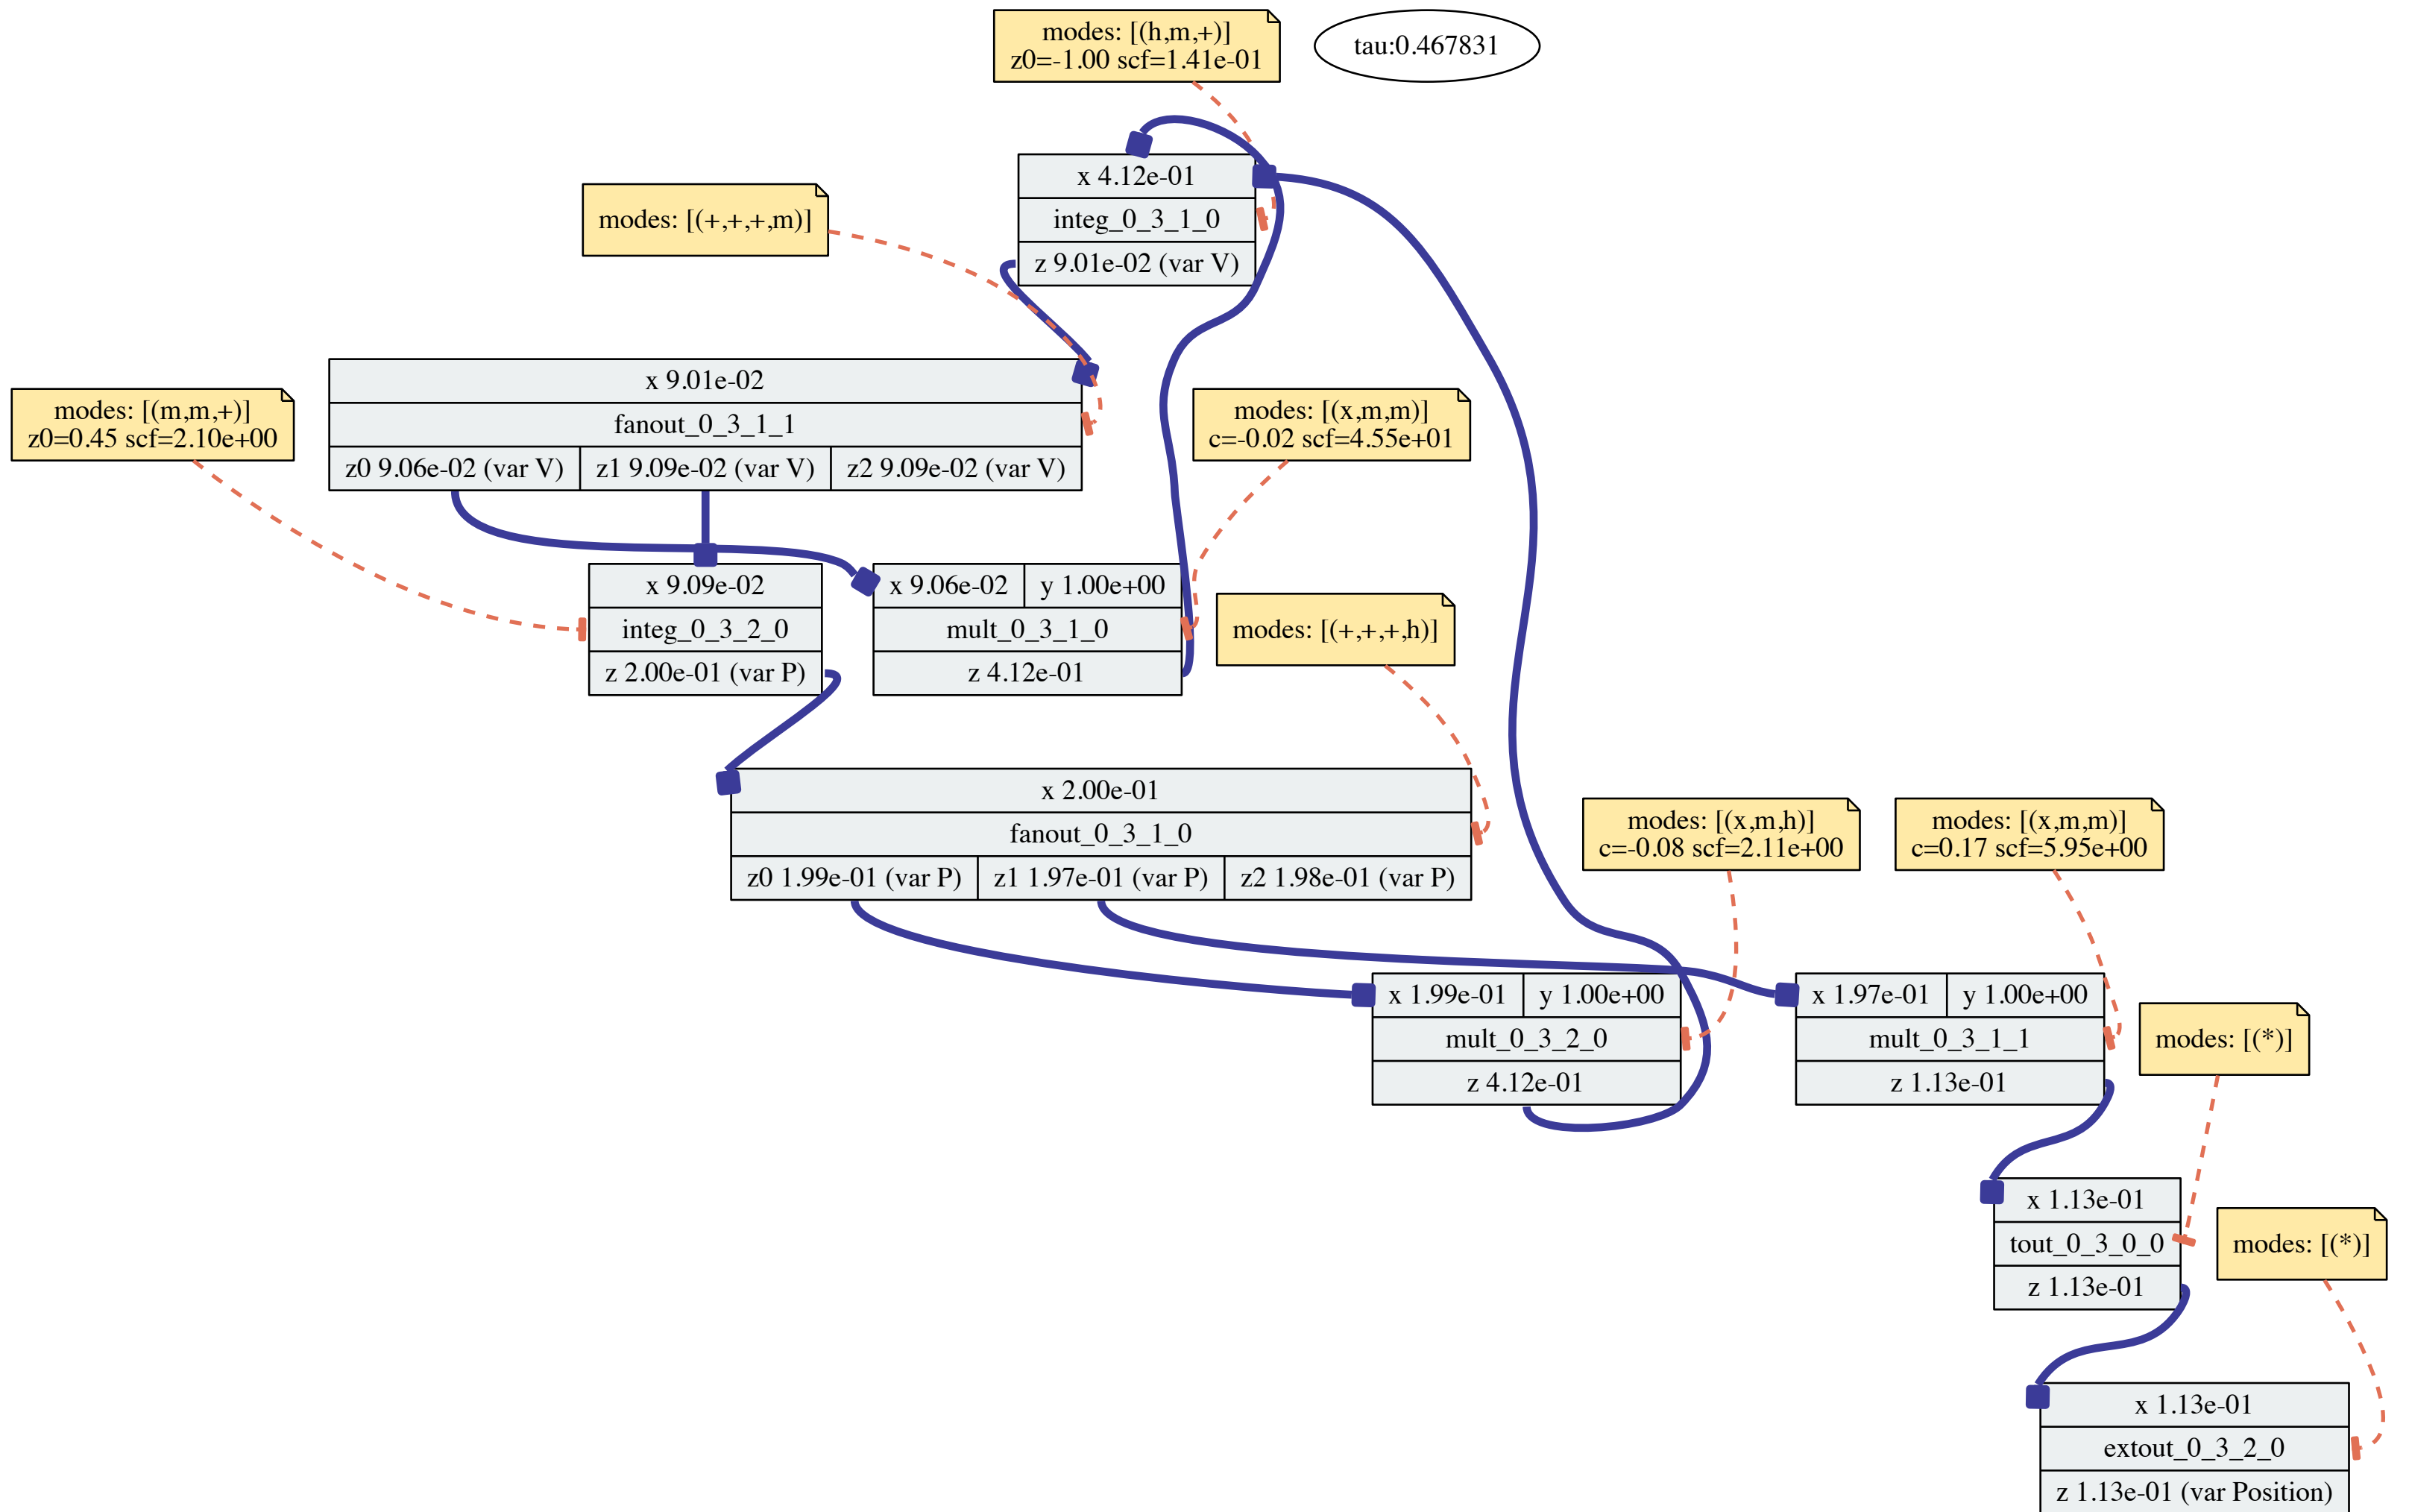 modes: [(h,m,+)]
z0=-1.00 scf=1.41e-01
tau:0.467831
x 4.12e-01
integ_0_3_1_0
z 9.01e-02 (var V)
modes: [(+,+,+,m)]
x 9.01e-02
fanout_0_3_1_1
z0 9.06e-02 (var V) z1 9.09e-02 (var V) z2 9.09e-02 (var V)
modes: [(m,m,+)]
z0=0.45 scf=2.10e+00
modes: [(x,m,m)]
c=-0.02 scf=4.55e+01
x 9.09e-02
integ_0_3_2_0
z 2.00e-01 (var P)
x 9.06e-02 y 1.00e+00
mult_0_3_1_0
z 4.12e-01
modes: [(+,+,+,h)]
x 2.00e-01
fanout_0_3_1_0
z0 1.99e-01 (var P) z1 1.97e-01 (var P) z2 1.98e-01 (var P)
modes: [(x,m,h)]
c=-0.08 scf=2.11e+00
modes: [(x,m,m)]
c=0.17 scf=5.95e+00
x 1.99e-01 y 1.00e+00
mult_0_3_2_0
z 4.12e-01
x 1.97e-01 y 1.00e+00
mult_0_3_1_1
z 1.13e-01
modes: [(*)]
x 1.13e-01
tout_0_3_0_0
z 1.13e-01
modes: [(*)]
x 1.13e-01
extout_0_3_2_0
z 1.13e-01 (var Position)